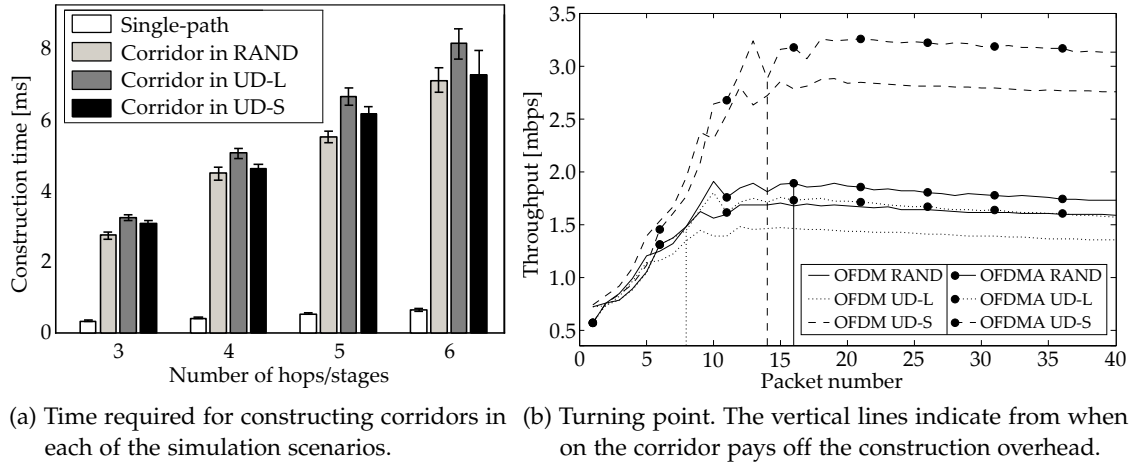 Construction time [ms]
8
6
4
2
0
Single-path
Corridor in RAND
Corridor in UD-L
Corridor in UD-S
3 4 5 6
Number of hops/stages
(a) Time required for constructing corridors in
each of the simulation scenarios.
Throughput [mbps]
3.5
3.0
2.5
2.0
1.5
1.0
0.5
OFDM RAND OFDMA RAND
OFDM UD-L OFDMA UD-L
OFDM UD-S OFDMA UD-S
0 5 10 15 20 25 30 35 40
Packet number
(b) Turning point. The vertical lines indicate from when
on the corridor pays off the construction overhead.